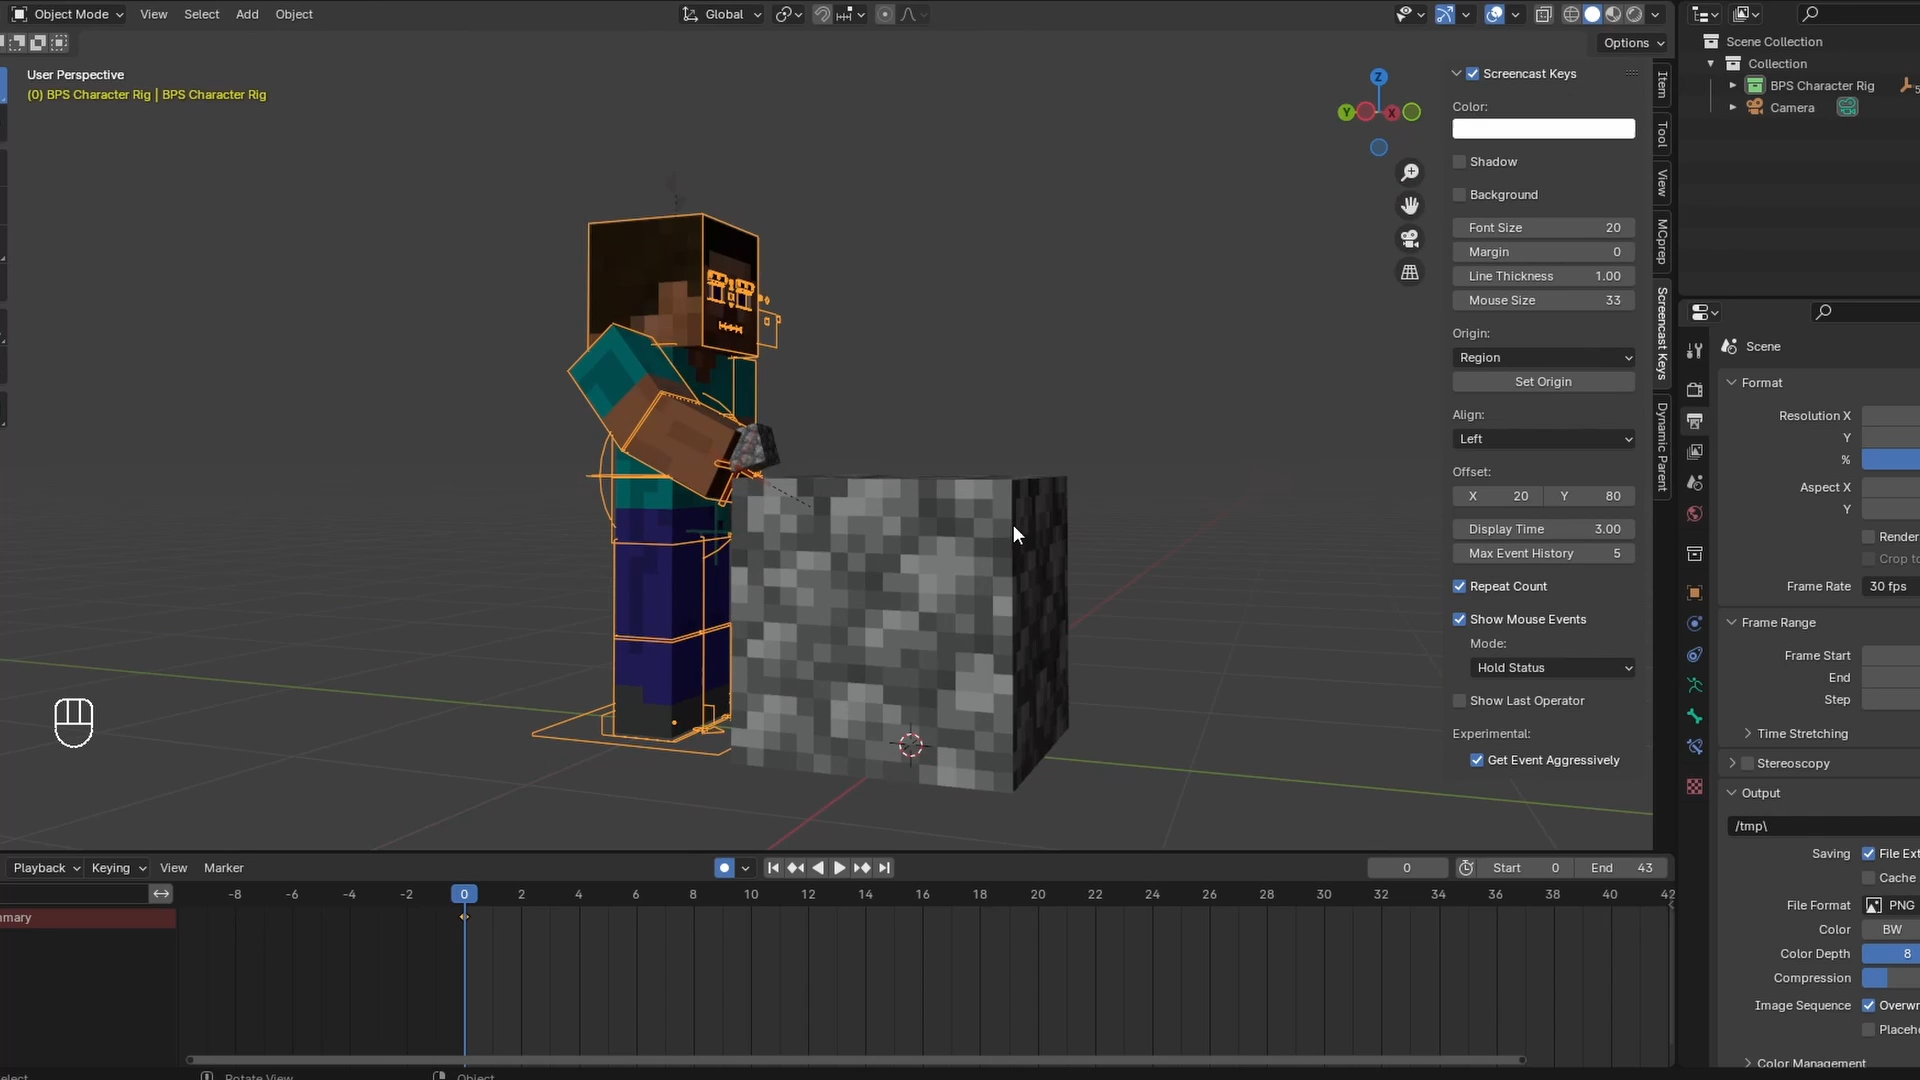 Object Mode View Select Add Object Global
Options
User Perspective
(0) BPS Character Rig | BPS Character Rig
Z
Y X
Screencast Keys
Color:
Shadow
Background
Font Size 20
Margin 0
Line Thickness 1.00
Mouse Size 33
Origin:
Region
Set Origin
Align:
Left
Offset:
X 20 Y 80
Display Time 3.00
Max Event History 5
Repeat Count
Show Mouse Events
Mode:
Hold Status
Show Last Operator
Experimental:
Get Event Aggressively
Item
Tool
View
MCprep
Screencast Keys
Dynamic Parent
Scene Collection
Collection
BPS Character Rig 5
Camera
Scene
Format
Resolution X
Y
%
Aspect X
Y
Render
Crop to
Frame Rate 30 fps
Frame Range
Frame Start
End
Step
Time Stretching
Stereoscopy
Output
/tmp\
Saving File Ext
Cache
File Format PNG
Color BW
Color Depth 8
Compression
Image Sequence Overwr
Placeh
Color Management
Playback Keying View Marker 0 Start 0 End 43
-8 -6 -4 -2 0 2 4 6 8 10 12 14 16 18 20 22 24 26 28 30 32 34 36 38 40 42
mmary
elect Rotate View Object